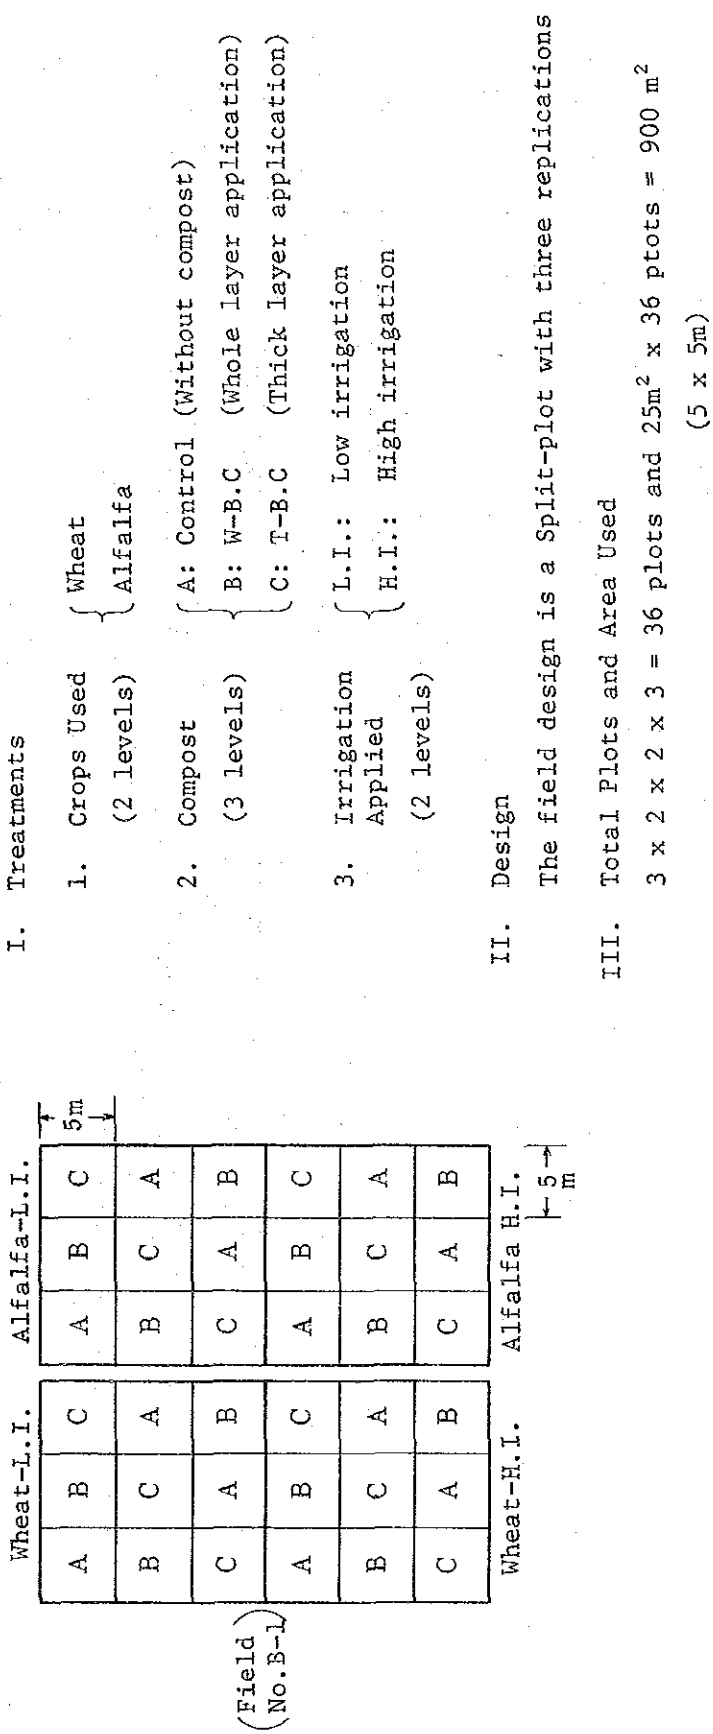 Wheat-L.I. Alfalfa-L.I.
A B C A B C
B C A B C A
C A B C A B
A B C A B C
B C A B C A
C A B C A B
Wheat-H.I. Alfalfa H.I.
(Field
No.B-1)
5m
5
m
I. Treatments
1. Crops Used { Wheat
(2 levels) Alfalfa
2. Compost { A: Control (Without compost)
(3 levels) B: W-B.C (Whole layer application)
C: T-B.C (Thick layer application)
3. Irrigation { L.I.: Low irrigation
Applied H.I.: High irrigation
(2 levels)
II. Design
The field design is a Split-plot with three replications
III. Total Plots and Area Used
3 x 2 x 2 x 3 = 36 plots and 25m² x 36 ptots = 900 m²
(5 x 5m)